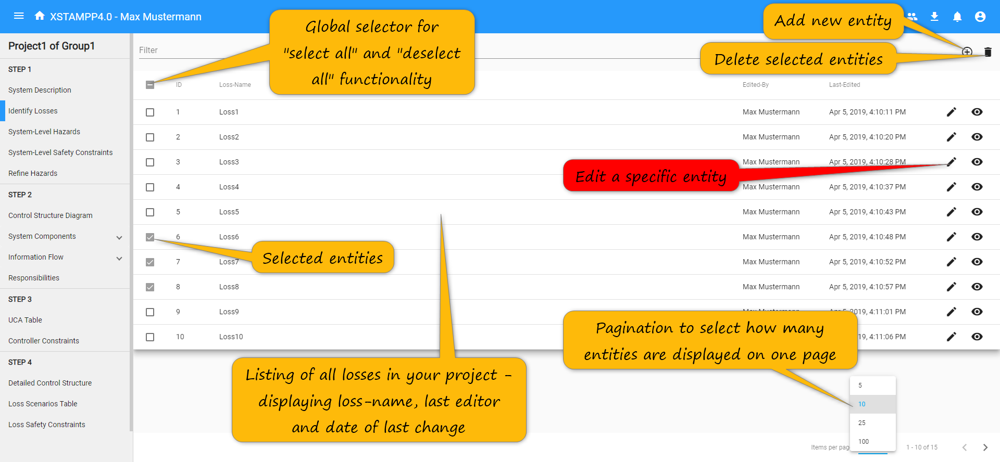 XSTAMPP4.0 - Max Mustermann
Project1 of Group1
STEP 1
System Description
Identify Losses
System-Level Hazards
System-Level Safety Constraints
Refine Hazards
STEP 2
Control Structure Diagram
System Components
Information Flow
Responsibilities
STEP 3
UCA Table
Controller Constraints
STEP 4
Detailed Control Structure
Loss Scenarios Table
Loss Safety Constraints
Filter
Global selector for
"select all" and "deselect
all" functionality
Add new entity
Delete selected entities
ID Loss-Name Edited-By Last-Edited
1 Loss1 Max Mustermann Apr 5, 2019, 4:10:11 PM
2 Loss2 Max Mustermann Apr 5, 2019, 4:10:20 PM
3 Loss3 Max Mustermann Apr 5, 2019, 4:10:28 PM
Edit a specific entity
4 Loss4 Max Mustermann Apr 5, 2019, 4:10:37 PM
5 Loss5 Max Mustermann Apr 5, 2019, 4:10:43 PM
6 Loss6 Max Mustermann Apr 5, 2019, 4:10:48 PM
Selected entities
7 Loss7 Max Mustermann Apr 5, 2019, 4:10:52 PM
8 Loss8 Max Mustermann Apr 5, 2019, 4:10:57 PM
9 Loss9 Max Mustermann Apr 5, 2019, 4:11:01 PM
10 Loss10 19, 4:11:06 PM
Pagination to select how many
entities are displayed on one page
Listing of all losses in your project -
displaying loss-name, last editor
and date of last change
5
10
25
100
Items per page 1 - 10 of 15